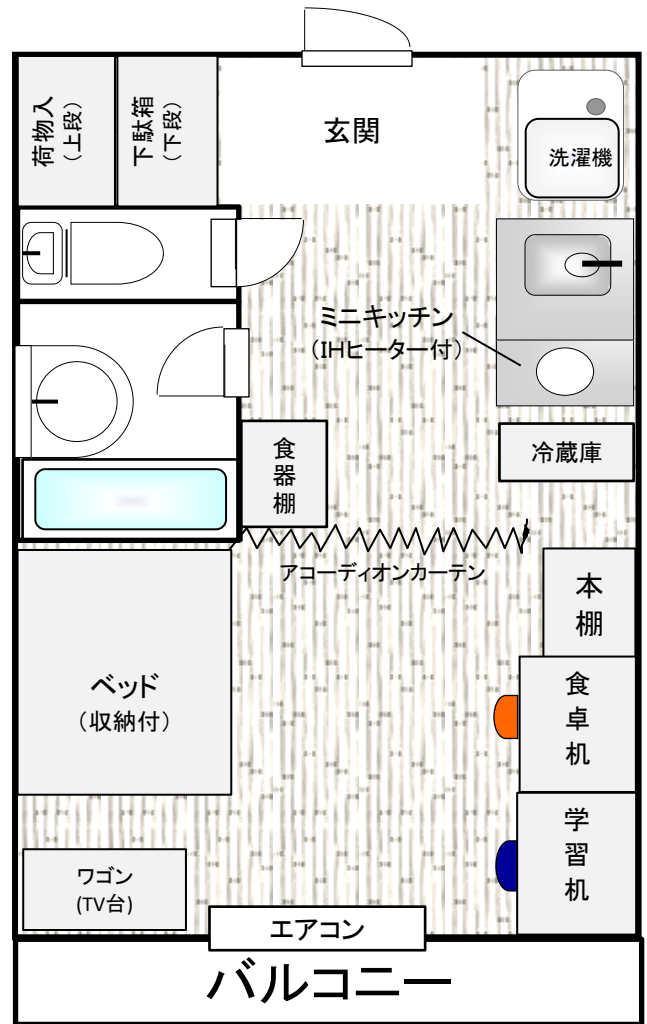 荷物入
（上段）
下駄箱
（下段）
玄関
洗濯機
ミニキッチン
（IHヒーター付）
食器棚
冷蔵庫
アコーディオンカーテン
本棚
ベッド
（収納付）
食卓机
学習机
ワゴン
(TV台)
エアコン
バルコニー